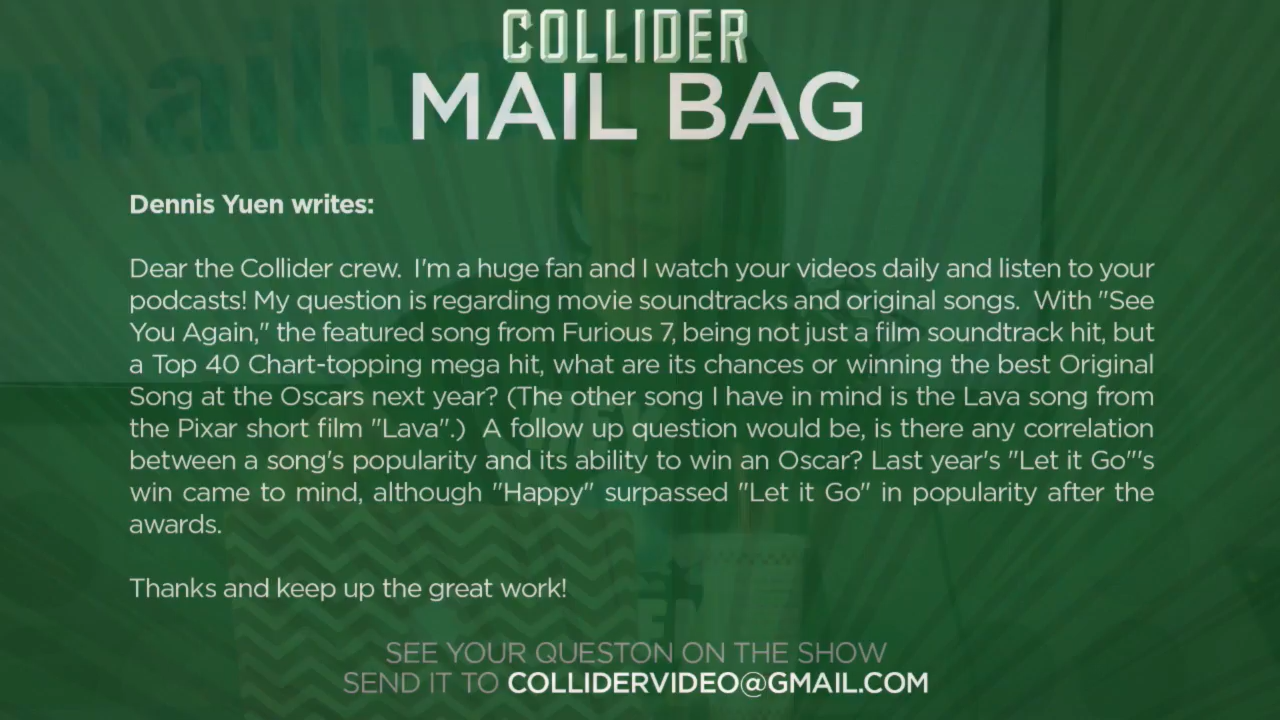 COLLIDER
MAIL BAG
Dennis Yuen writes:
Dear the Collider crew. I'm a huge fan and I watch your videos daily and listen to your
podcasts! My question is regarding movie soundtracks and original songs. With "See
You Again," the featured song from Furious 7, being not just a film soundtrack hit, but
a Top 40 Chart-topping mega hit, what are its chances or winning the best Original
Song at the Oscars next year? (The other song I have in mind is the Lava song from
the Pixar short film "Lava".) A follow up question would be, is there any correlation
between a song's popularity and its ability to win an Oscar? Last year's "Let it Go"'s
win came to mind, although "Happy" surpassed "Let it Go" in popularity after the
awards.
Thanks and keep up the great work!
SEE YOUR QUESTON ON THE SHOW
SEND IT TO COLLIDERVIDEO@GMAIL.COM